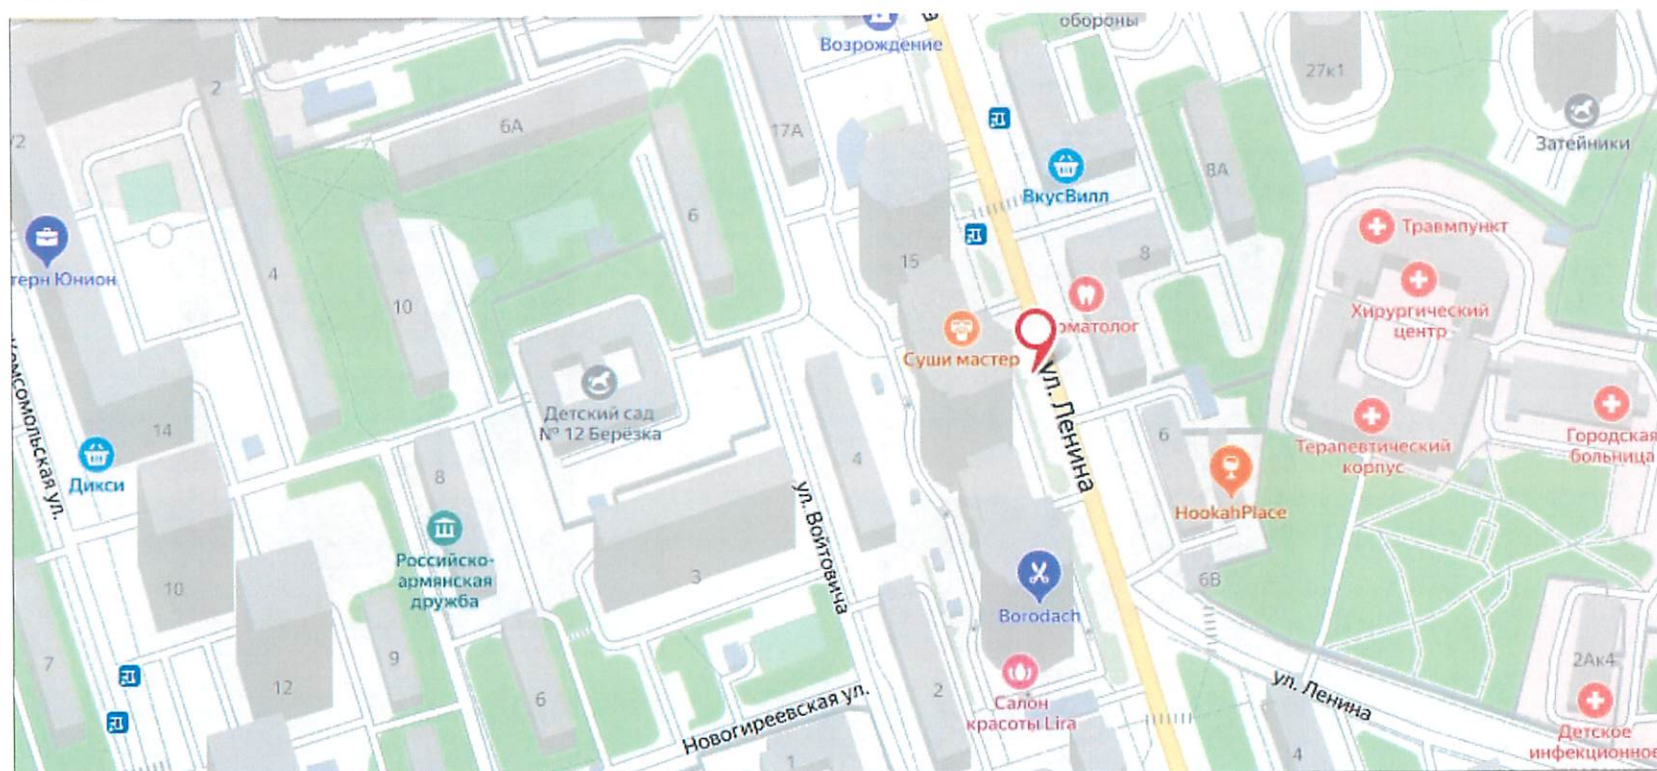 обороны
Возрождение
27к1
2
6А
17А
Затейники
8А
ВкусВилл
6
Травмпункт
терн Юнион
4
15
8
10
Хирургический
центр
Суши мастер
оматолог
Детский сад
№ 12 Берёзка
ул. Ленина
Комсомольская ул.
14
4
6
Терапевтический
корпус
Городская
больница
Дикси
8
ул. Войтовича
HookahPlace
Российско-
армянская
дружба
10
3
6В
Borodach
7
12
9
6
2
2Ак4
Новогиреевская ул.
Салон
красоты Lira
ул. Ленина
Детское
инфекционное
1
4